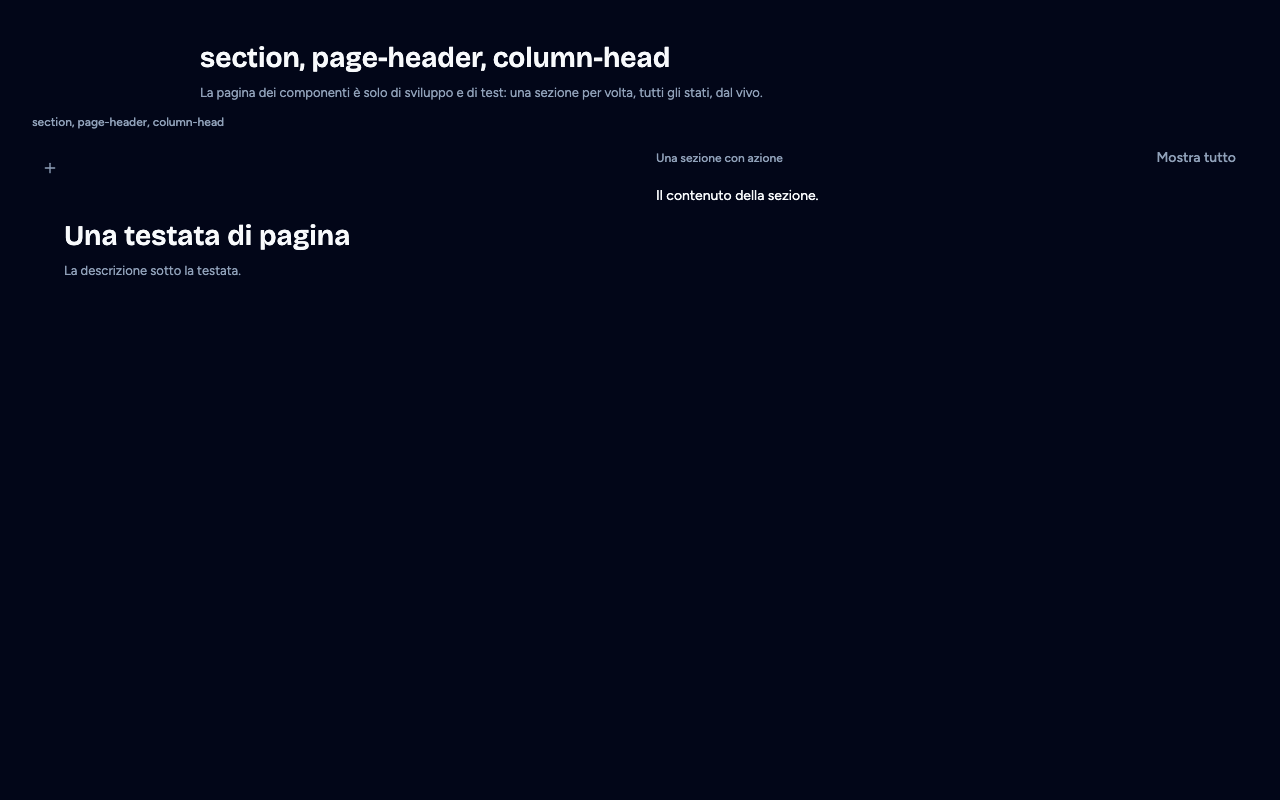 section, page-header, column-head
La pagina dei componenti è solo di sviluppo e di test: una sezione per volta, tutti gli stati, dal vivo.
section, page-header, column-head
+
Una testata di pagina
La descrizione sotto la testata.
Una sezione con azione
Mostra tutto
Il contenuto della sezione.